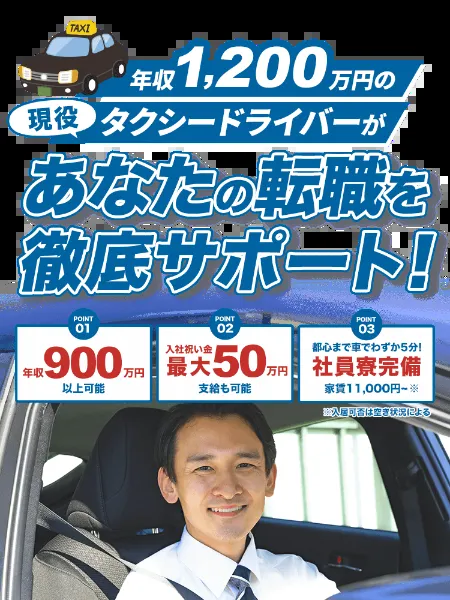 TAXI
年収1,200万円の
現役
タクシードライバーが
あなたの転職を
徹底サポート!
POINT
01
年収900万円
以上可能
POINT
02
入社祝い金
最大50万円
支給も可能
POINT
03
都心まで車でわずか5分!
社員寮完備
家賃11,000円~※
※入居可否は空き状況による